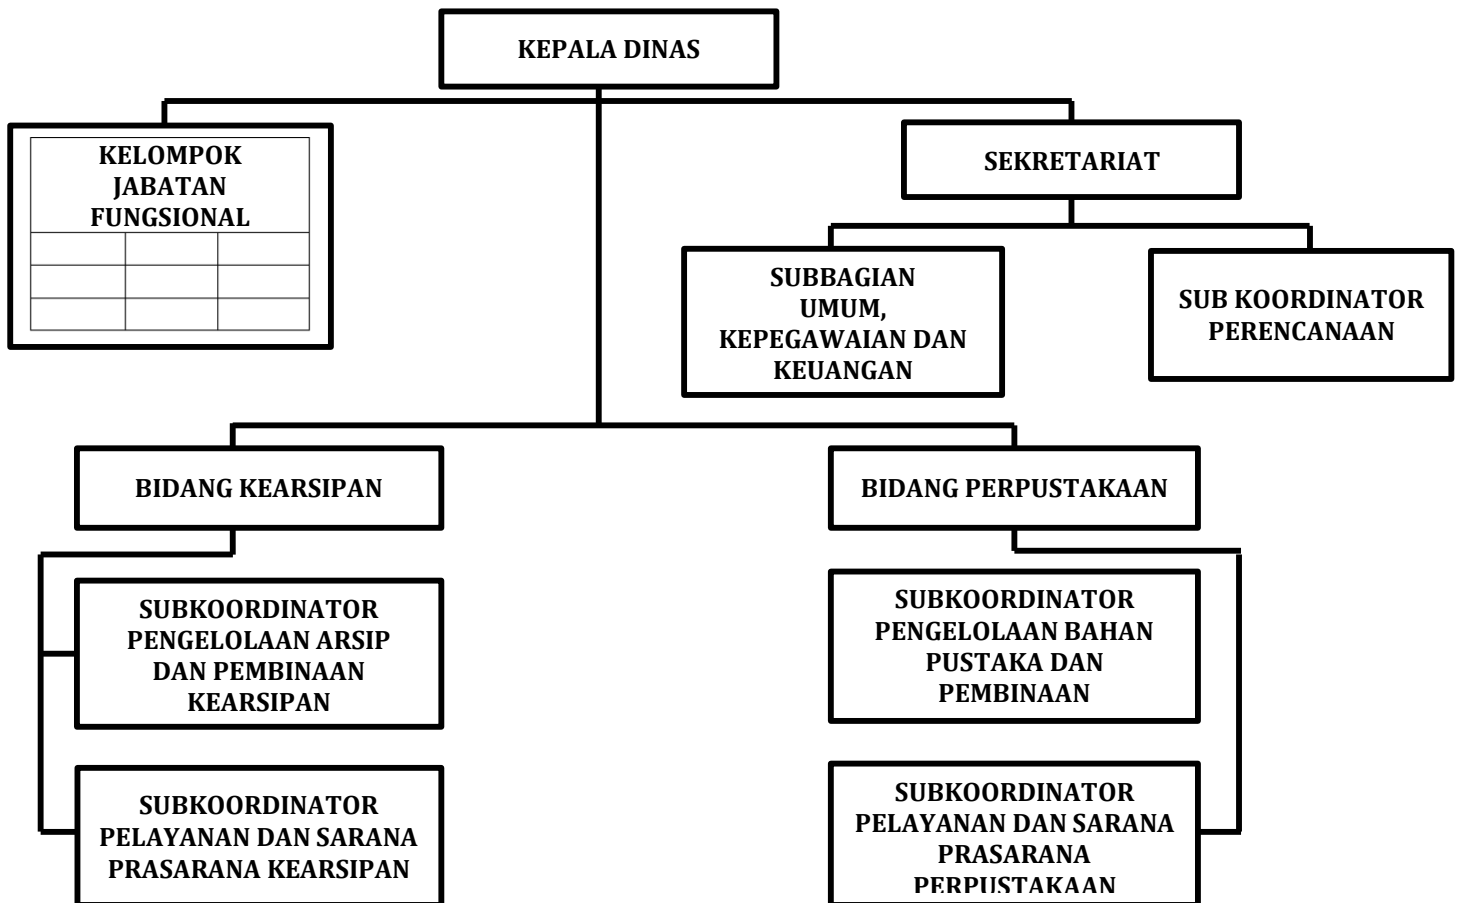 KEPALA DINAS
KELOMPOK
JABATAN
FUNGSIONAL
SEKRETARIAT
SUBBAGIAN
UMUM,
KEPEGAWAIAN DAN
KEUANGAN
SUB KOORDINATOR
PERENCANAAN
BIDANG KEARSIPAN
BIDANG PERPUSTAKAAN
SUBKOORDINATOR
PENGELOLAAN ARSIP
DAN PEMBINAAN
KEARSIPAN
SUBKOORDINATOR
PENGELOLAAN BAHAN
PUSTAKA DAN
PEMBINAAN
SUBKOORDINATOR
PELAYANAN DAN SARANA
PRASARANA KEARSIPAN
SUBKOORDINATOR
PELAYANAN DAN SARANA
PRASARANA
PERPUSTAKAAN